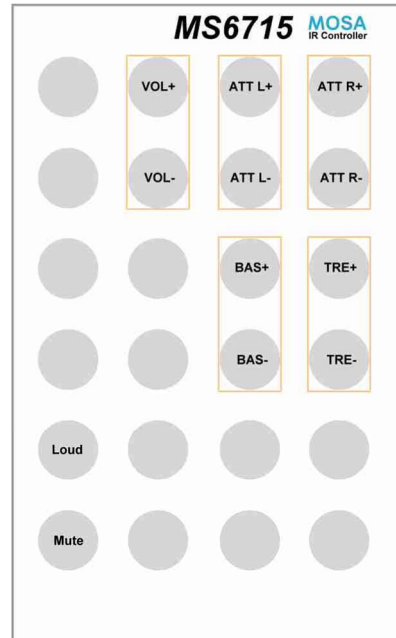 MS6715 MOSA
IR Controller
VOL+ ATT L+ ATT R+
VOL- ATT L- ATT R-
BAS+ TRE+
BAS- TRE-
Loud
Mute